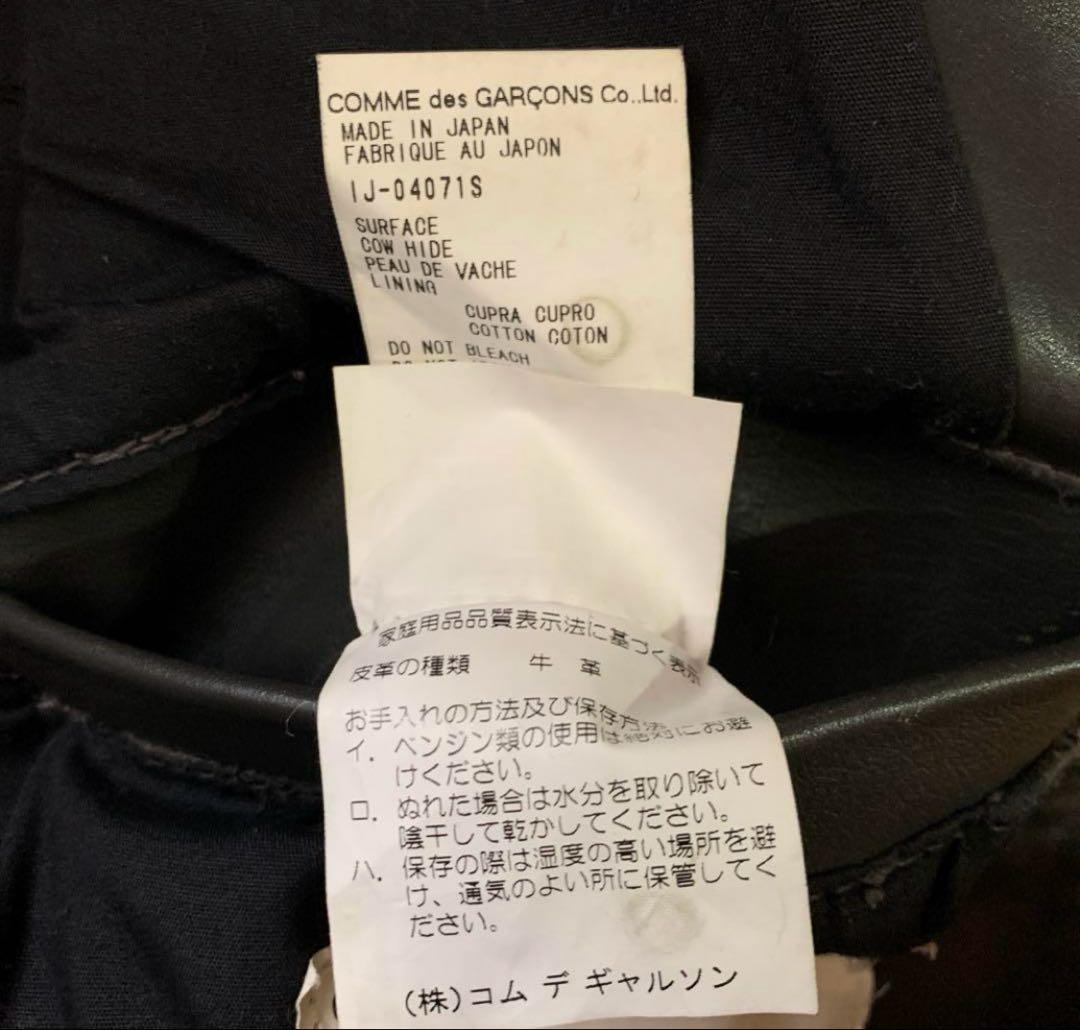 COMME des GARÇONS Co.,Ltd.
MADE IN JAPAN
FABRIQUE AU JAPON
IJ-04071S
SURFACE
COW HIDE
PEAU DE VACHE
LINING
CUPRA CUPRO
COTTON COTON
DO NOT BLEACH
家庭用品品質表示法に基づく表示
皮革の種類 牛 革
お手入れの方法及び保存方法
イ. ベンジン類の使用は絶対にお避
けください。
ロ. ぬれた場合は水分を取り除いて
陰干して乾かしてください。
ハ. 保存の際は湿度の高い場所を避
け、通気のよい所に保管してく
ださい。
(株)コム デ ギャルソン